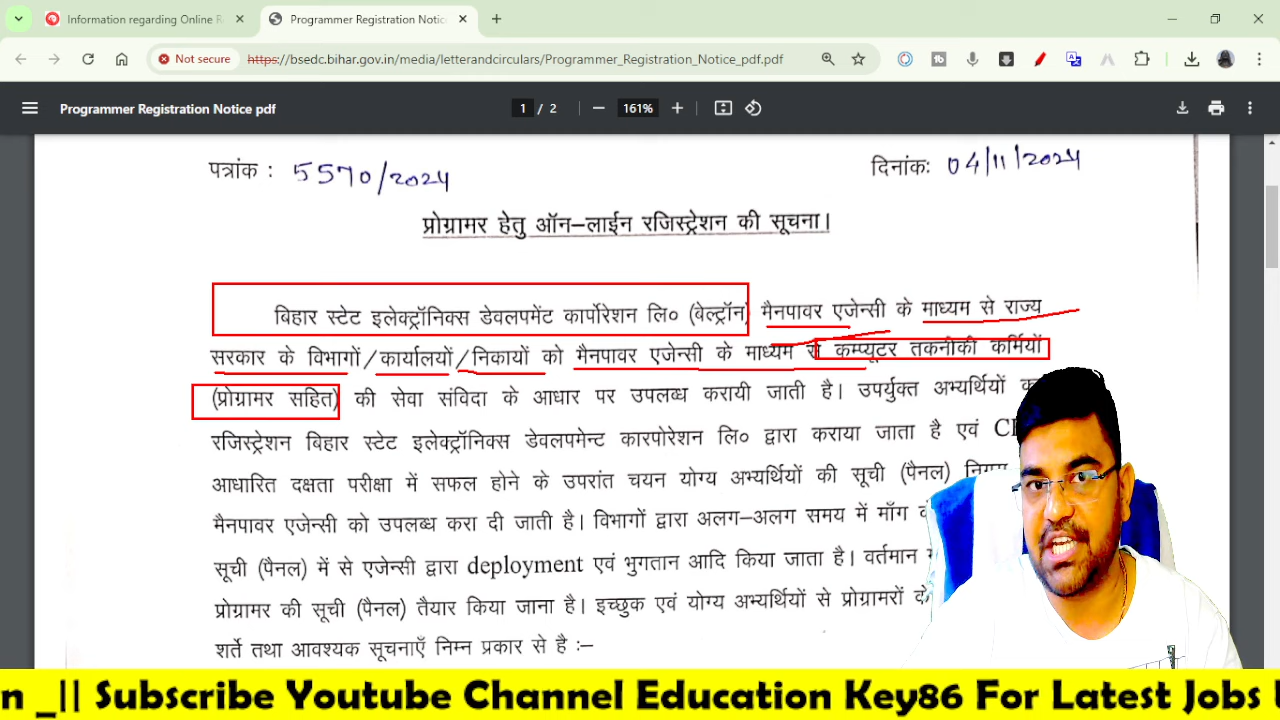 Information regarding Online R
Programmer Registration Notic
Not secure
https://bsedc.bihar.gov.in/media/letterandcirculars/Programmer_Registration_Notice_pdf.pdf
Programmer Registration Notice pdf
1 / 2
161%
पत्रांक : 5570/2024
दिनांकः 04/11/2024
प्रोग्रामर हेतु ऑन–लाईन रजिस्ट्रेशन की सूचना।
बिहार स्टेट इलेक्ट्रॉनिक्स डेवलपमेंट कार्पोरेशन लि० (बेल्ट्रॉन) मैनपावर एजेन्सी के माध्यम से राज्य
सरकार के विभागों/कार्यालयों/निकायों को मैनपावर एजेन्सी के माध्यम से कम्प्यूटर तकनीकी कर्मियों
(प्रोग्रामर सहित) की सेवा संविदा के आधार पर उपलब्ध करायी जाती है। उपर्युक्त अभ्यर्थियों
रजिस्ट्रेशन बिहार स्टेट इलेक्ट्रॉनिक्स डेवलपमेन्ट कारपोरेशन लि० द्वारा कराया जाता है एवं
आधारित दक्षता परीक्षा में सफल होने के उपरांत चयन योग्य अभ्यर्थियों की सूची (पैनल)
मैनपावर एजेन्सी को उपलब्ध करा दी जाती है। विभागों द्वारा अलग–अलग समय में माँग
सूची (पैनल) में से एजेन्सी द्वारा deployment एवं भुगतान आदि किया जाता है। वर्तमान
प्रोग्रामर की सूची (पैनल) तैयार किया जाना है। इच्छुक एवं योग्य अभ्यर्थियों से प्रोग्रामरों
शर्ते तथा आवश्यक सूचनाएँ निम्न प्रकार से है :–
n _|| Subscribe Youtube Channel Education Key86 For Latest Jobs